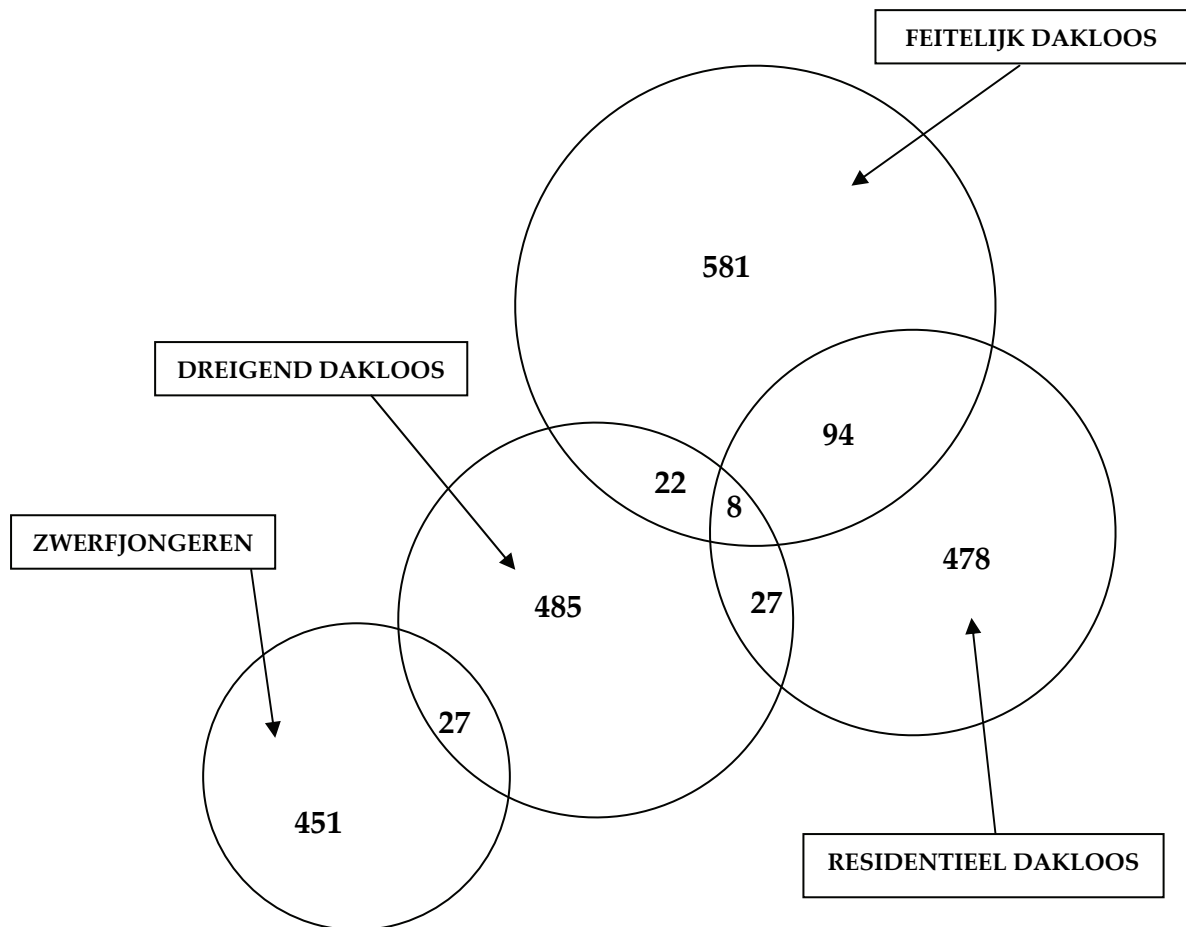 FEITELIJK DAKLOOS
581
DREIGEND DAKLOOS
94
22
8
ZWERFJONGEREN
478
27
485
27
451
RESIDENTIEEL DAKLOOS